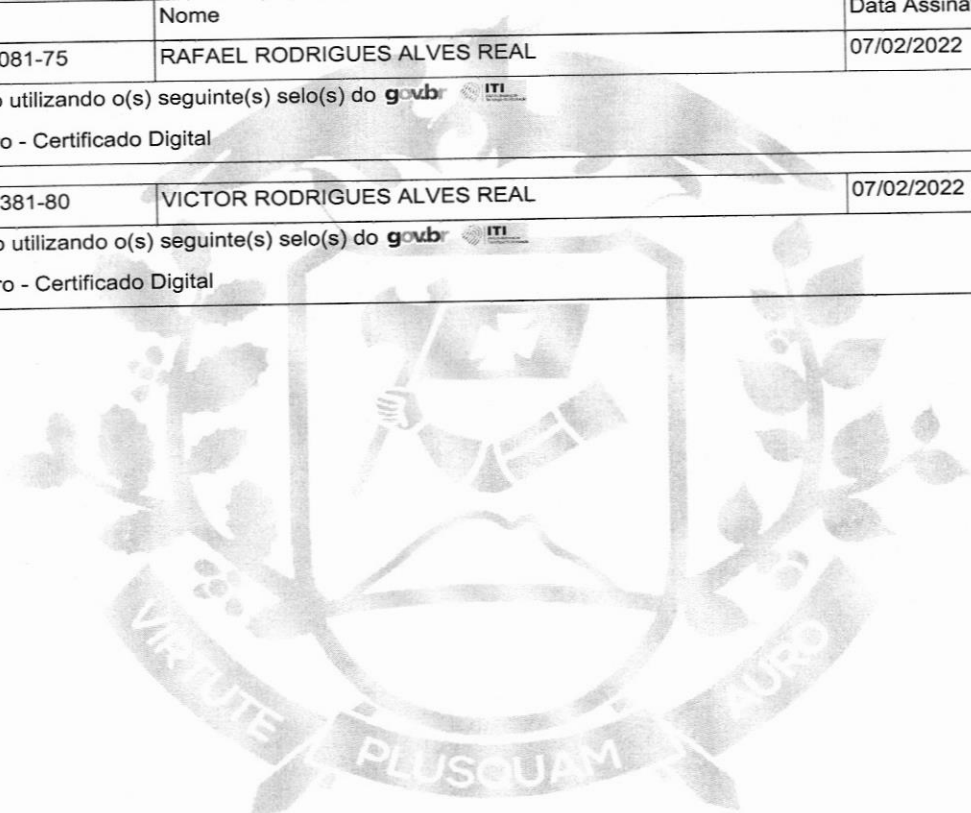 Nome Data Assina
081-75 RAFAEL RODRIGUES ALVES REAL 07/02/2022
o utilizando o(s) seguinte(s) selo(s) do gov.br ITI
o - Certificado Digital
381-80 VICTOR RODRIGUES ALVES REAL 07/02/2022
o utilizando o(s) seguinte(s) selo(s) do gov.br ITI
ro - Certificado Digital
VIRTUTE PLUSQUAM AURO